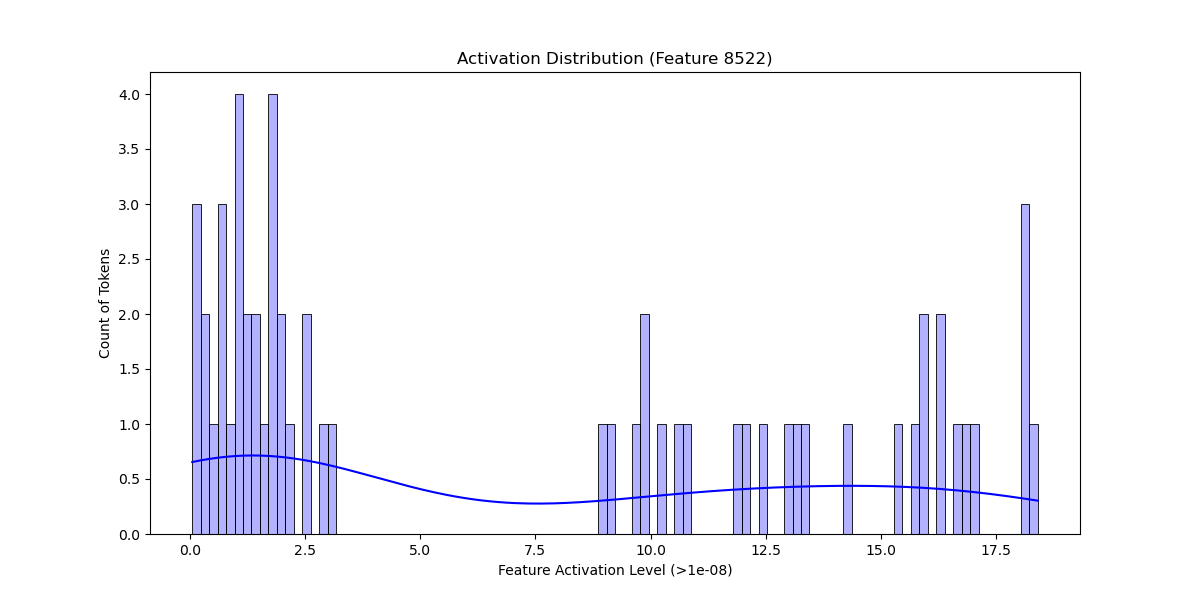 Activation Distribution (Feature 8522)
4.0
3.5
3.0
2.5
2.0
1.5
1.0
0.5
0.0
Count of Tokens
0.0 2.5 5.0 7.5 10.0 12.5 15.0 17.5
Feature Activation Level (>1e-08)